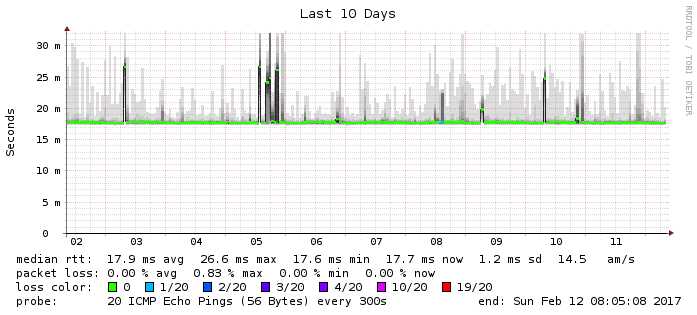 Last 10 Days
RRDTOOL / TOBI OETIKER
Seconds
30 m
25 m
20 m
15 m
10 m
5 m
0
02 03 04 05 06 07 08 09 10 11
median rtt: 17.9 ms avg 26.6 ms max 17.6 ms min 17.7 ms now 1.2 ms sd 14.5 am/s
packet loss: 0.00 % avg 0.83 % max 0.00 % min 0.00 % now
loss color: 0 1/20 2/20 3/20 4/20 10/20 19/20
probe: 20 ICMP Echo Pings (56 Bytes) every 300s end: Sun Feb 12 08:05:08 2017